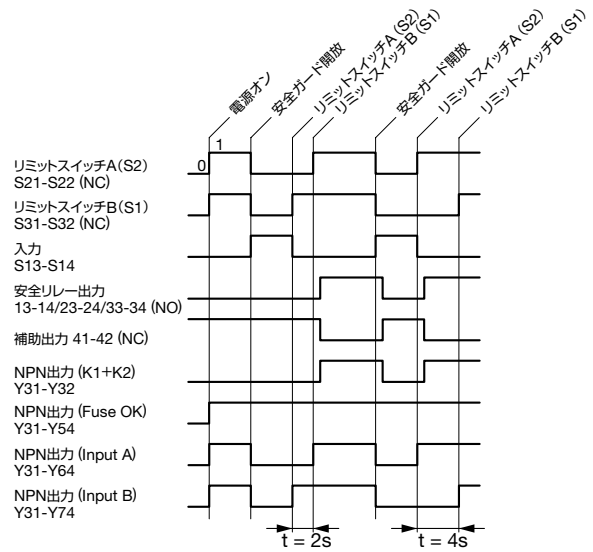 電源オン
安全ガード開放
リミットスイッチA(S2)
リミットスイッチB(S1)
安全ガード開放
リミットスイッチA(S2)
リミットスイッチB(S1)
0
1
リミットスイッチA(S2)
S21-S22 (NC)
リミットスイッチB(S1)
S31-S32 (NC)
入力
S13-S14
安全リレー出力
13-14/23-24/33-34 (NO)
補助出力 41-42 (NC)
NPN出力 (K1+K2)
Y31-Y32
NPN出力 (Fuse OK)
Y31-Y54
NPN出力 (Input A)
Y31-Y64
NPN出力 (Input B)
Y31-Y74
t = 2s
t = 4s